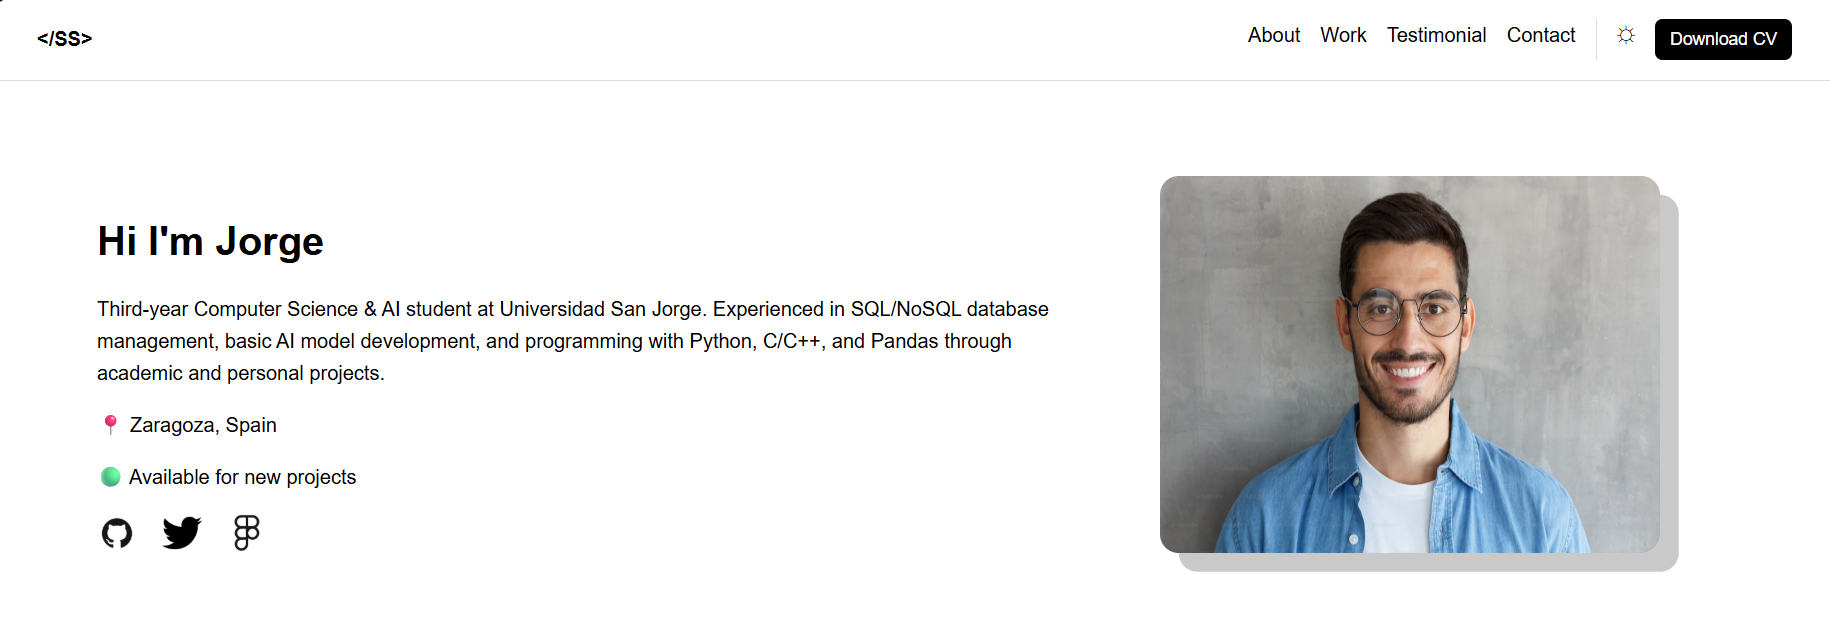 </SS>
About Work Testimonial Contact Download CV
Hi I'm Jorge
Third-year Computer Science & AI student at Universidad San Jorge. Experienced in SQL/NoSQL database
management, basic AI model development, and programming with Python, C/C++, and Pandas through
academic and personal projects.
Zaragoza, Spain
Available for new projects